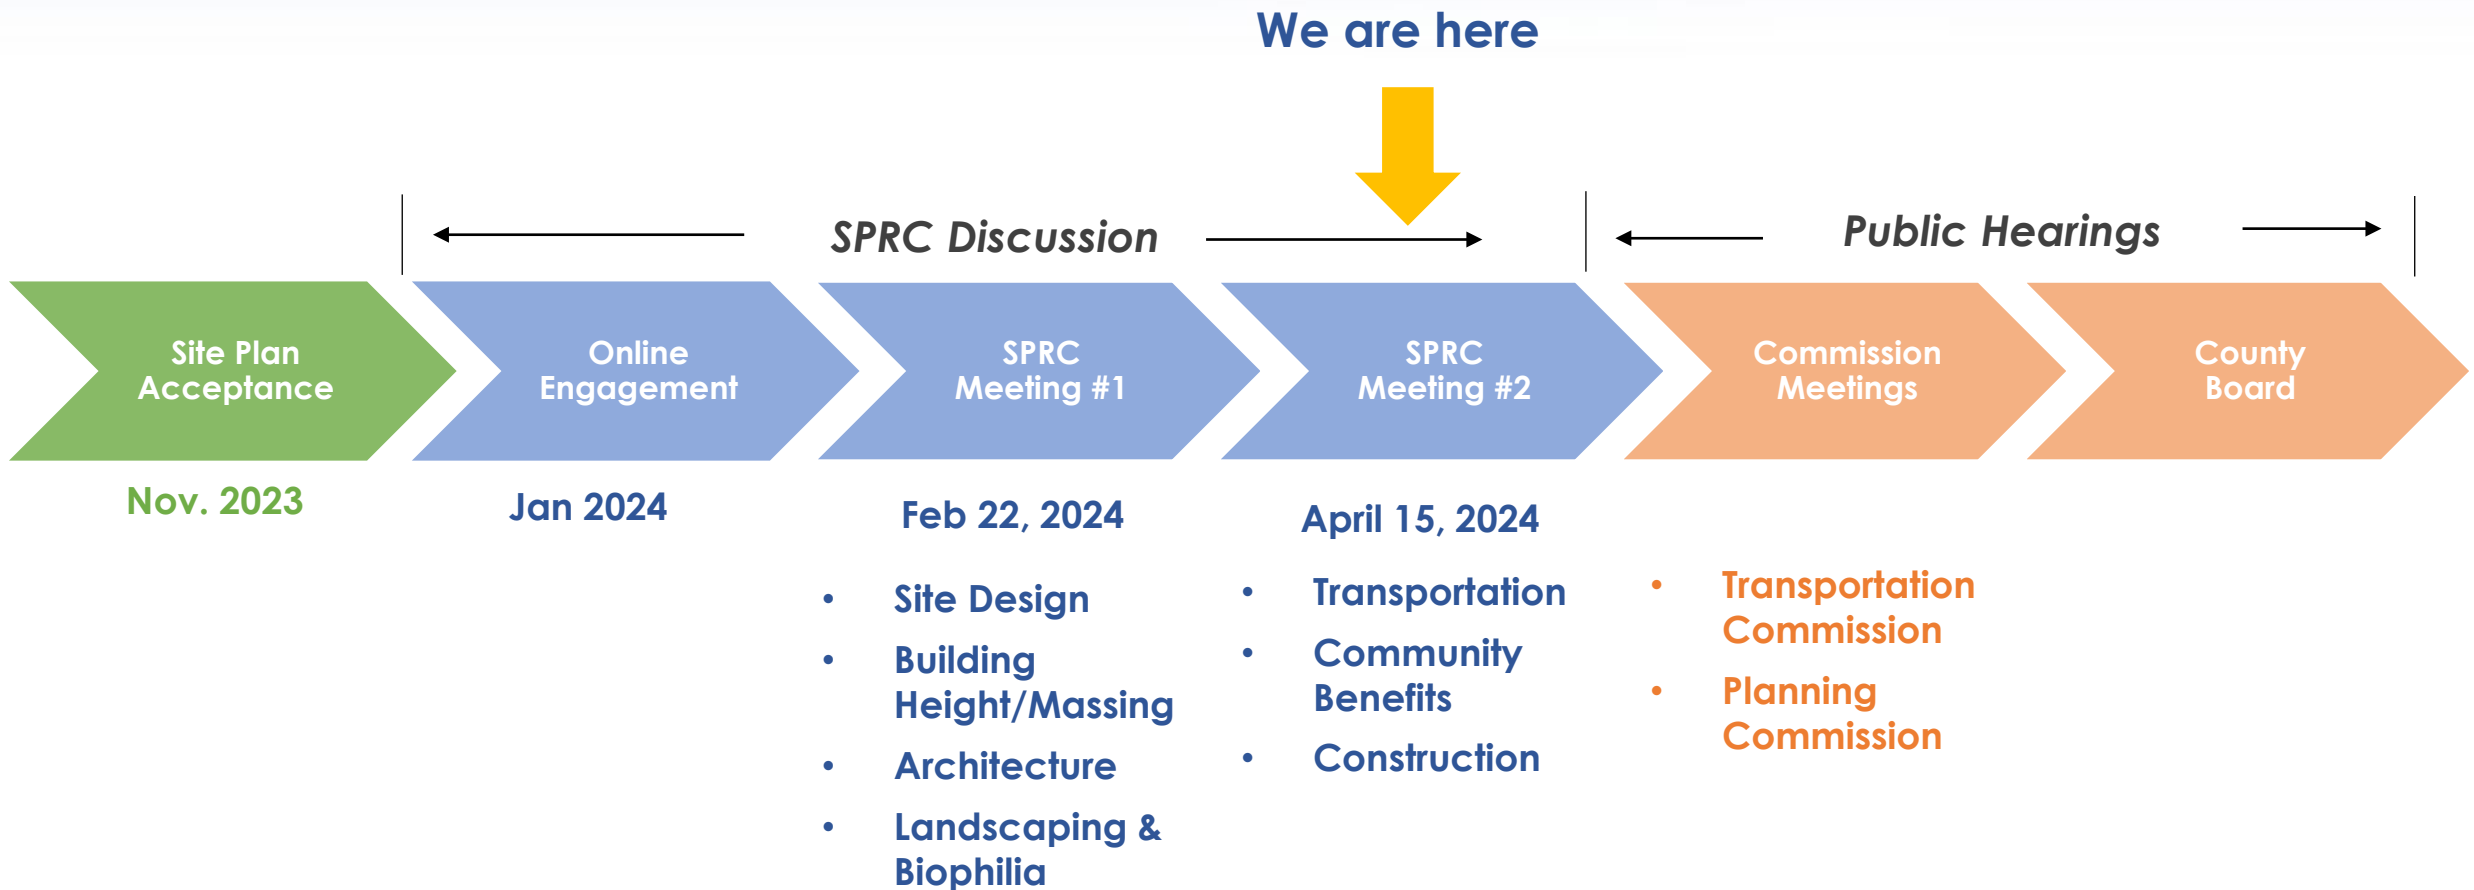 We are here
SPRC Discussion
Public Hearings
Site Plan
Acceptance
Online
Engagement
SPRC
Meeting #1
SPRC
Meeting #2
Commission
Meetings
County
Board
Nov. 2023
Jan 2024
Feb 22, 2024
April 15, 2024
• Site Design
• Building
Height/Massing
• Architecture
• Landscaping &
Biophilia
• Transportation
• Community
Benefits
• Construction
• Transportation
Commission
• Planning
Commission